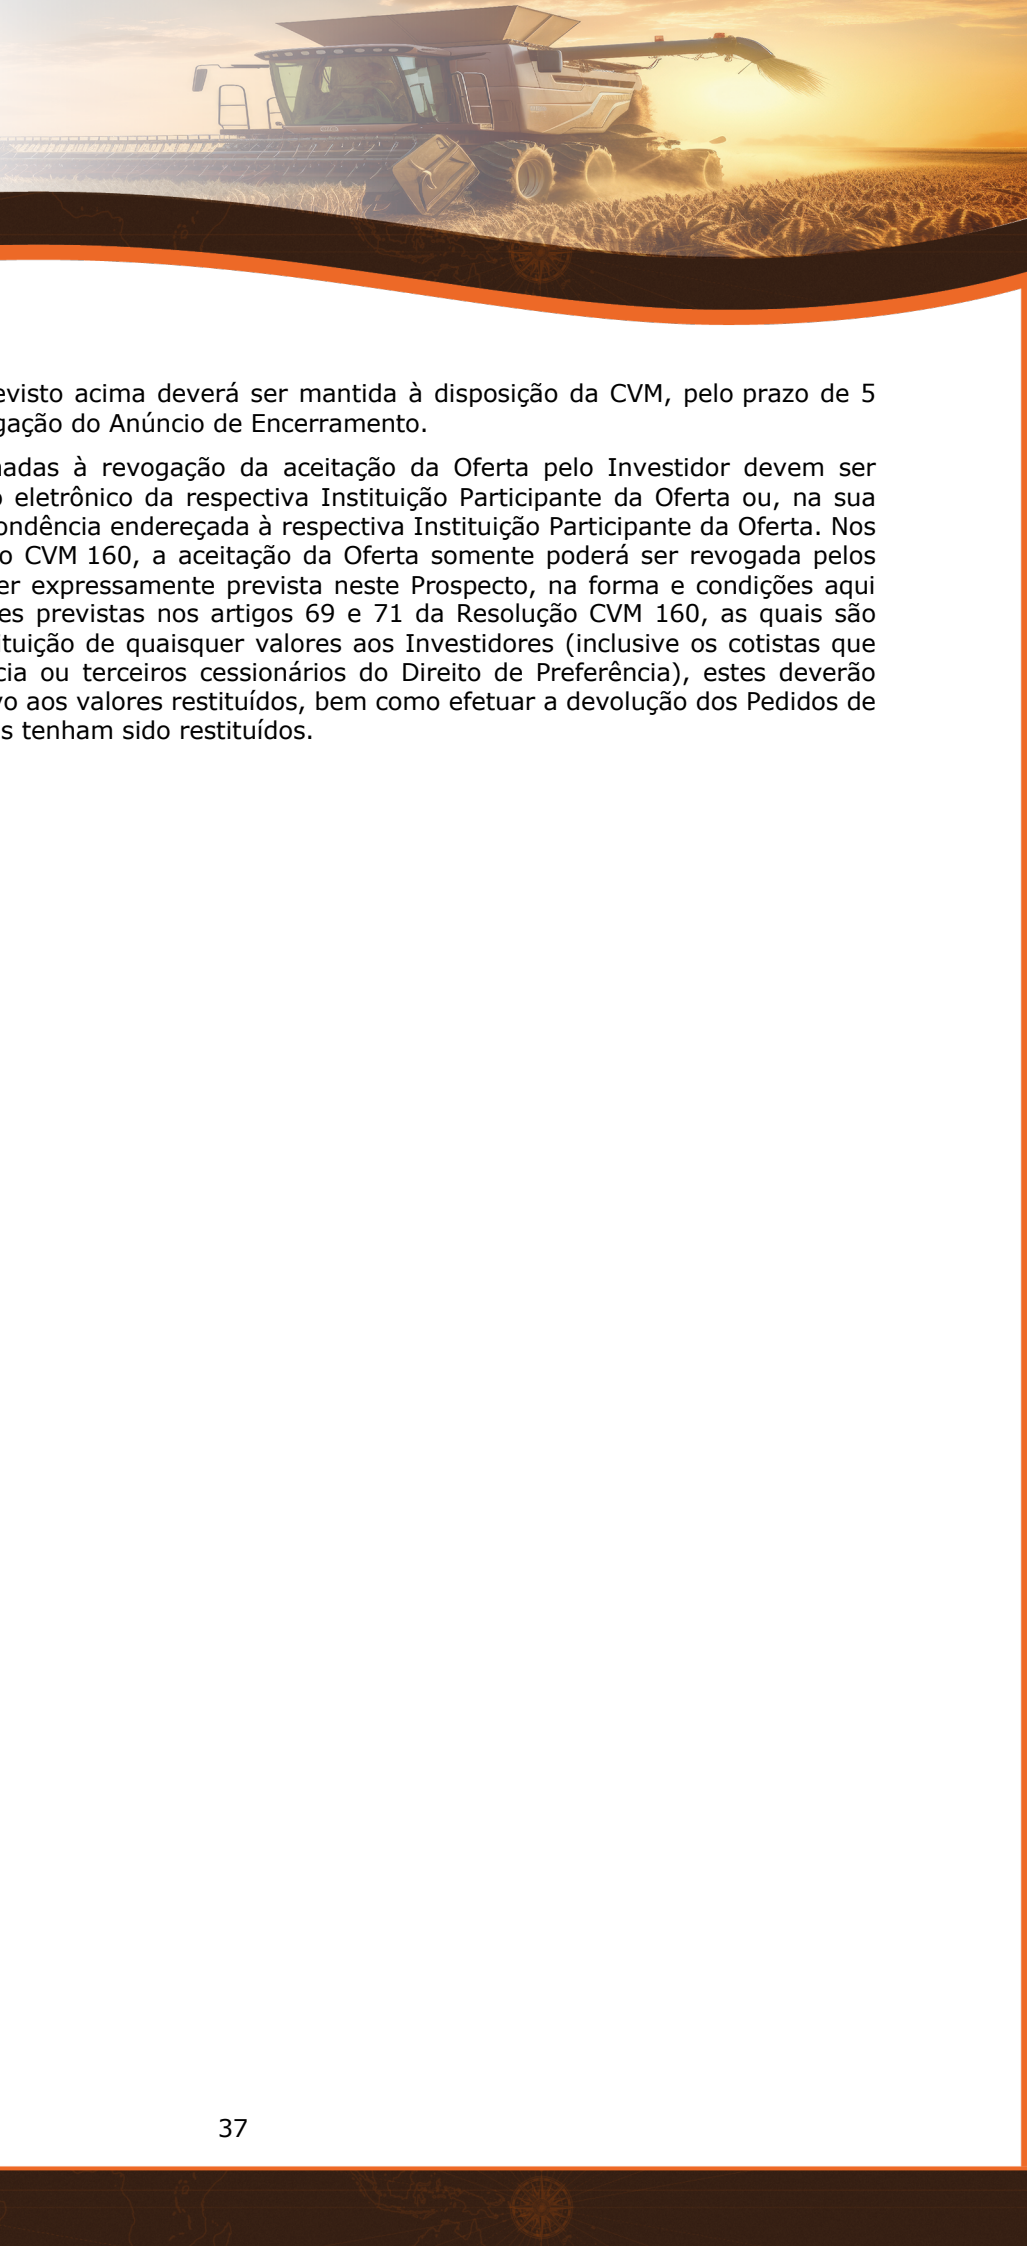 evisto acima deverá ser mantida à disposição da CVM, pelo prazo de 5
gação do Anúncio de Encerramento.
nadas à revogação da aceitação da Oferta pelo Investidor devem ser
o eletrônico da respectiva Instituição Participante da Oferta ou, na sua
ondência endereçada à respectiva Instituição Participante da Oferta. Nos
o CVM 160, a aceitação da Oferta somente poderá ser revogada pelos
er expressamente prevista neste Prospecto, na forma e condições aqui
es previstas nos artigos 69 e 71 da Resolução CVM 160, as quais são
ituição de quaisquer valores aos Investidores (inclusive os cotistas que
cia ou terceiros cessionários do Direito de Preferência), estes deverão
vo aos valores restituídos, bem como efetuar a devolução dos Pedidos de
s tenham sido restituídos.
37